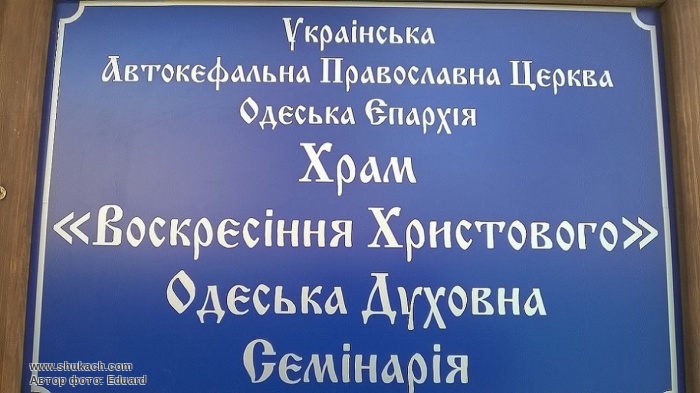 Українська
Автокефальна Православна Церква
Одеська Єпархія
Храм
«Воскресіння Христового»
Одеська Духовна
Семінарія
www.shukach.com
Автор фото: Eduard